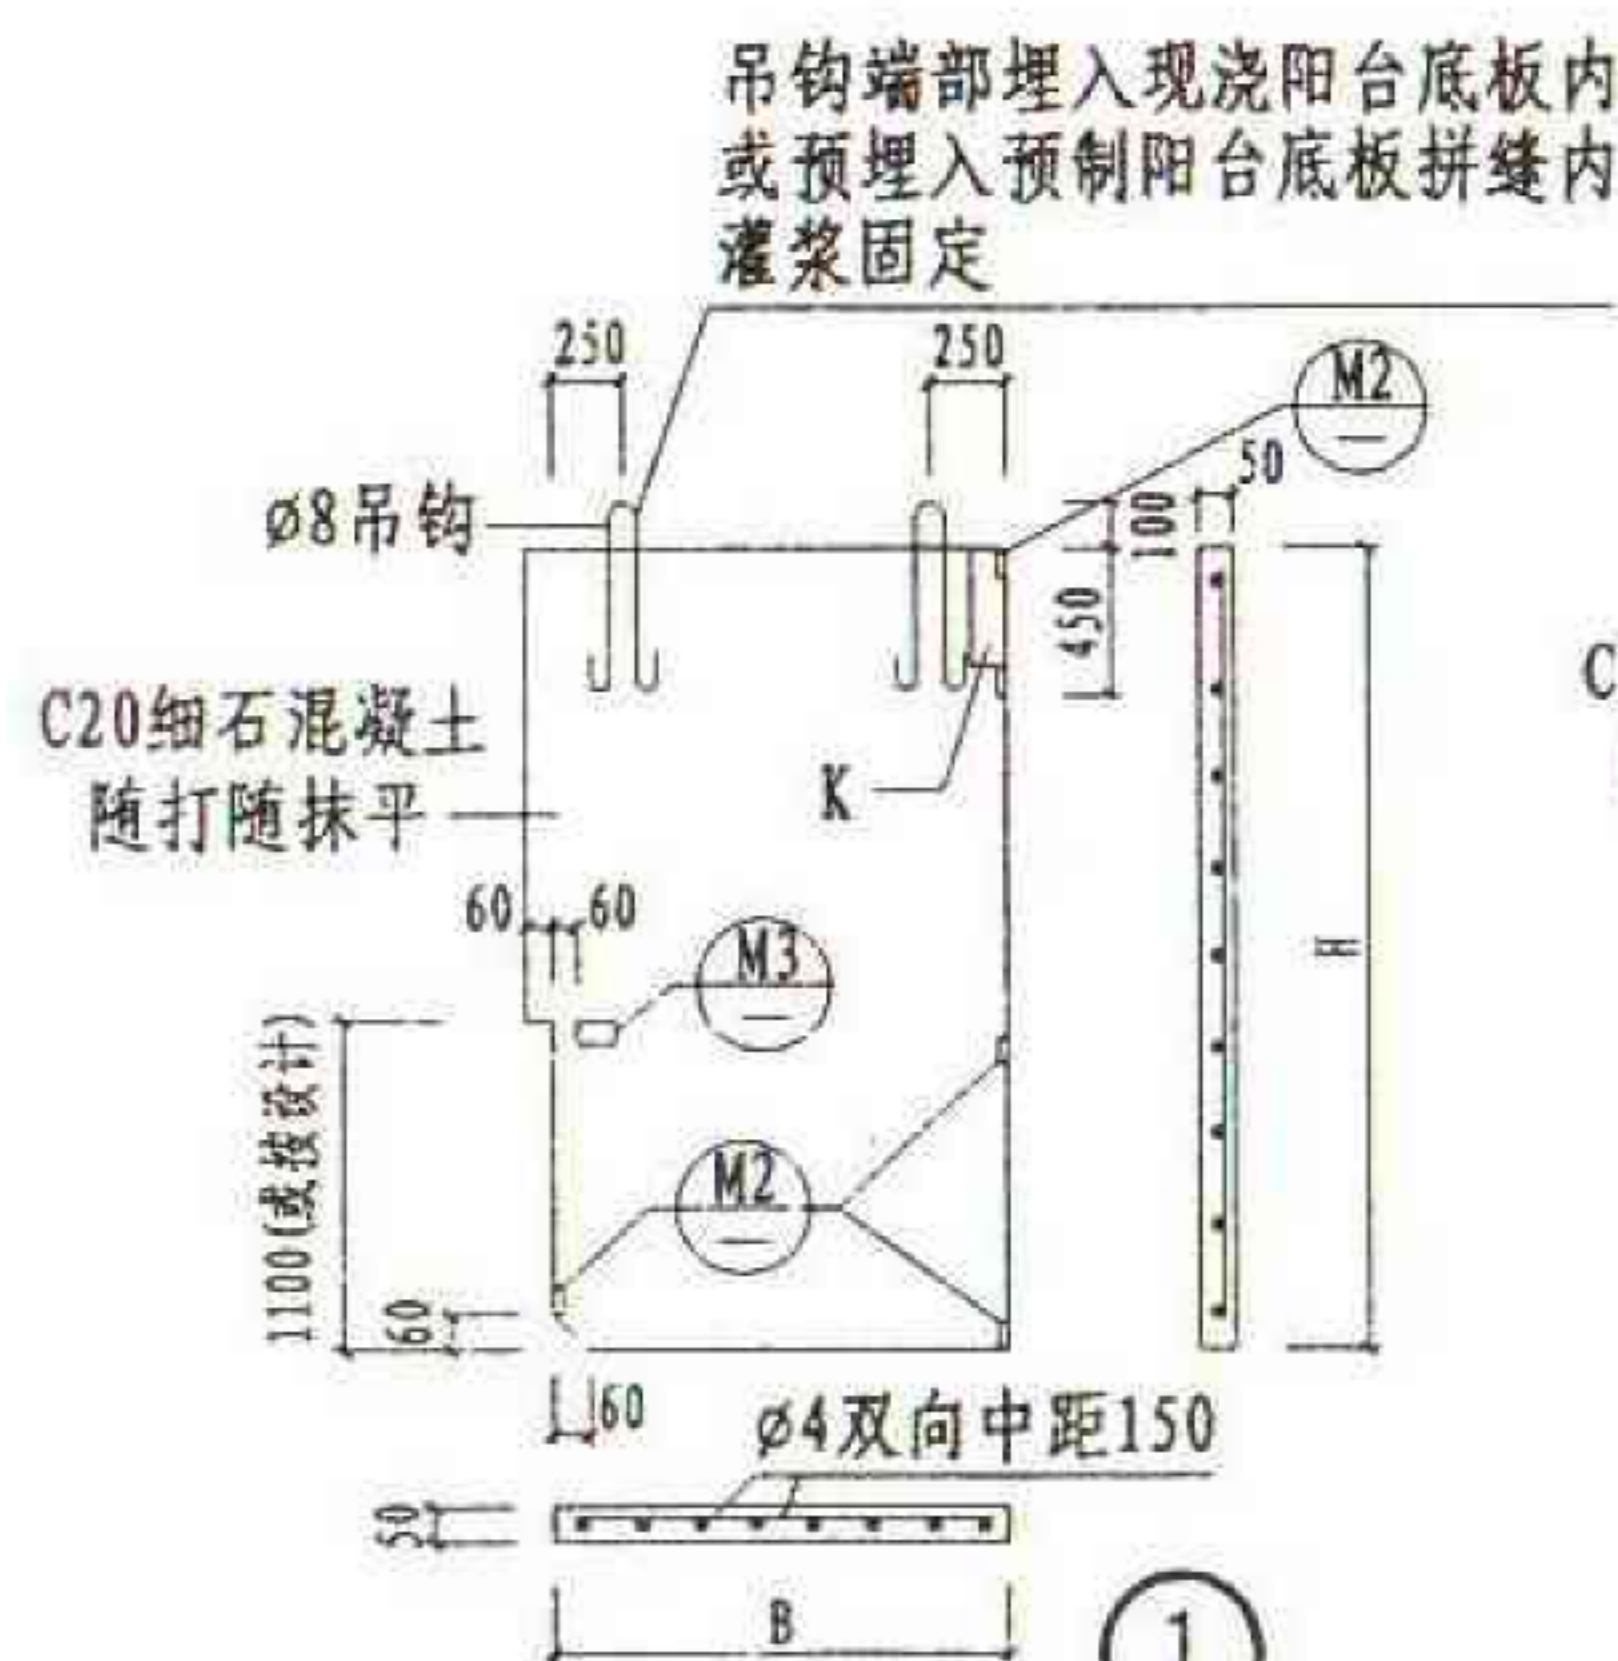 吊钩端部埋入现浇阳台底板内
或预埋入预制阳台底板拼缝内
灌浆固定
250
250
M2
50
ø8吊钩
100
450
C20细石混凝土
随打随抹平
C
K
60
60
M3
H
1100(或按设计)
M2
60
60
ø4双向中距150
50
B
1